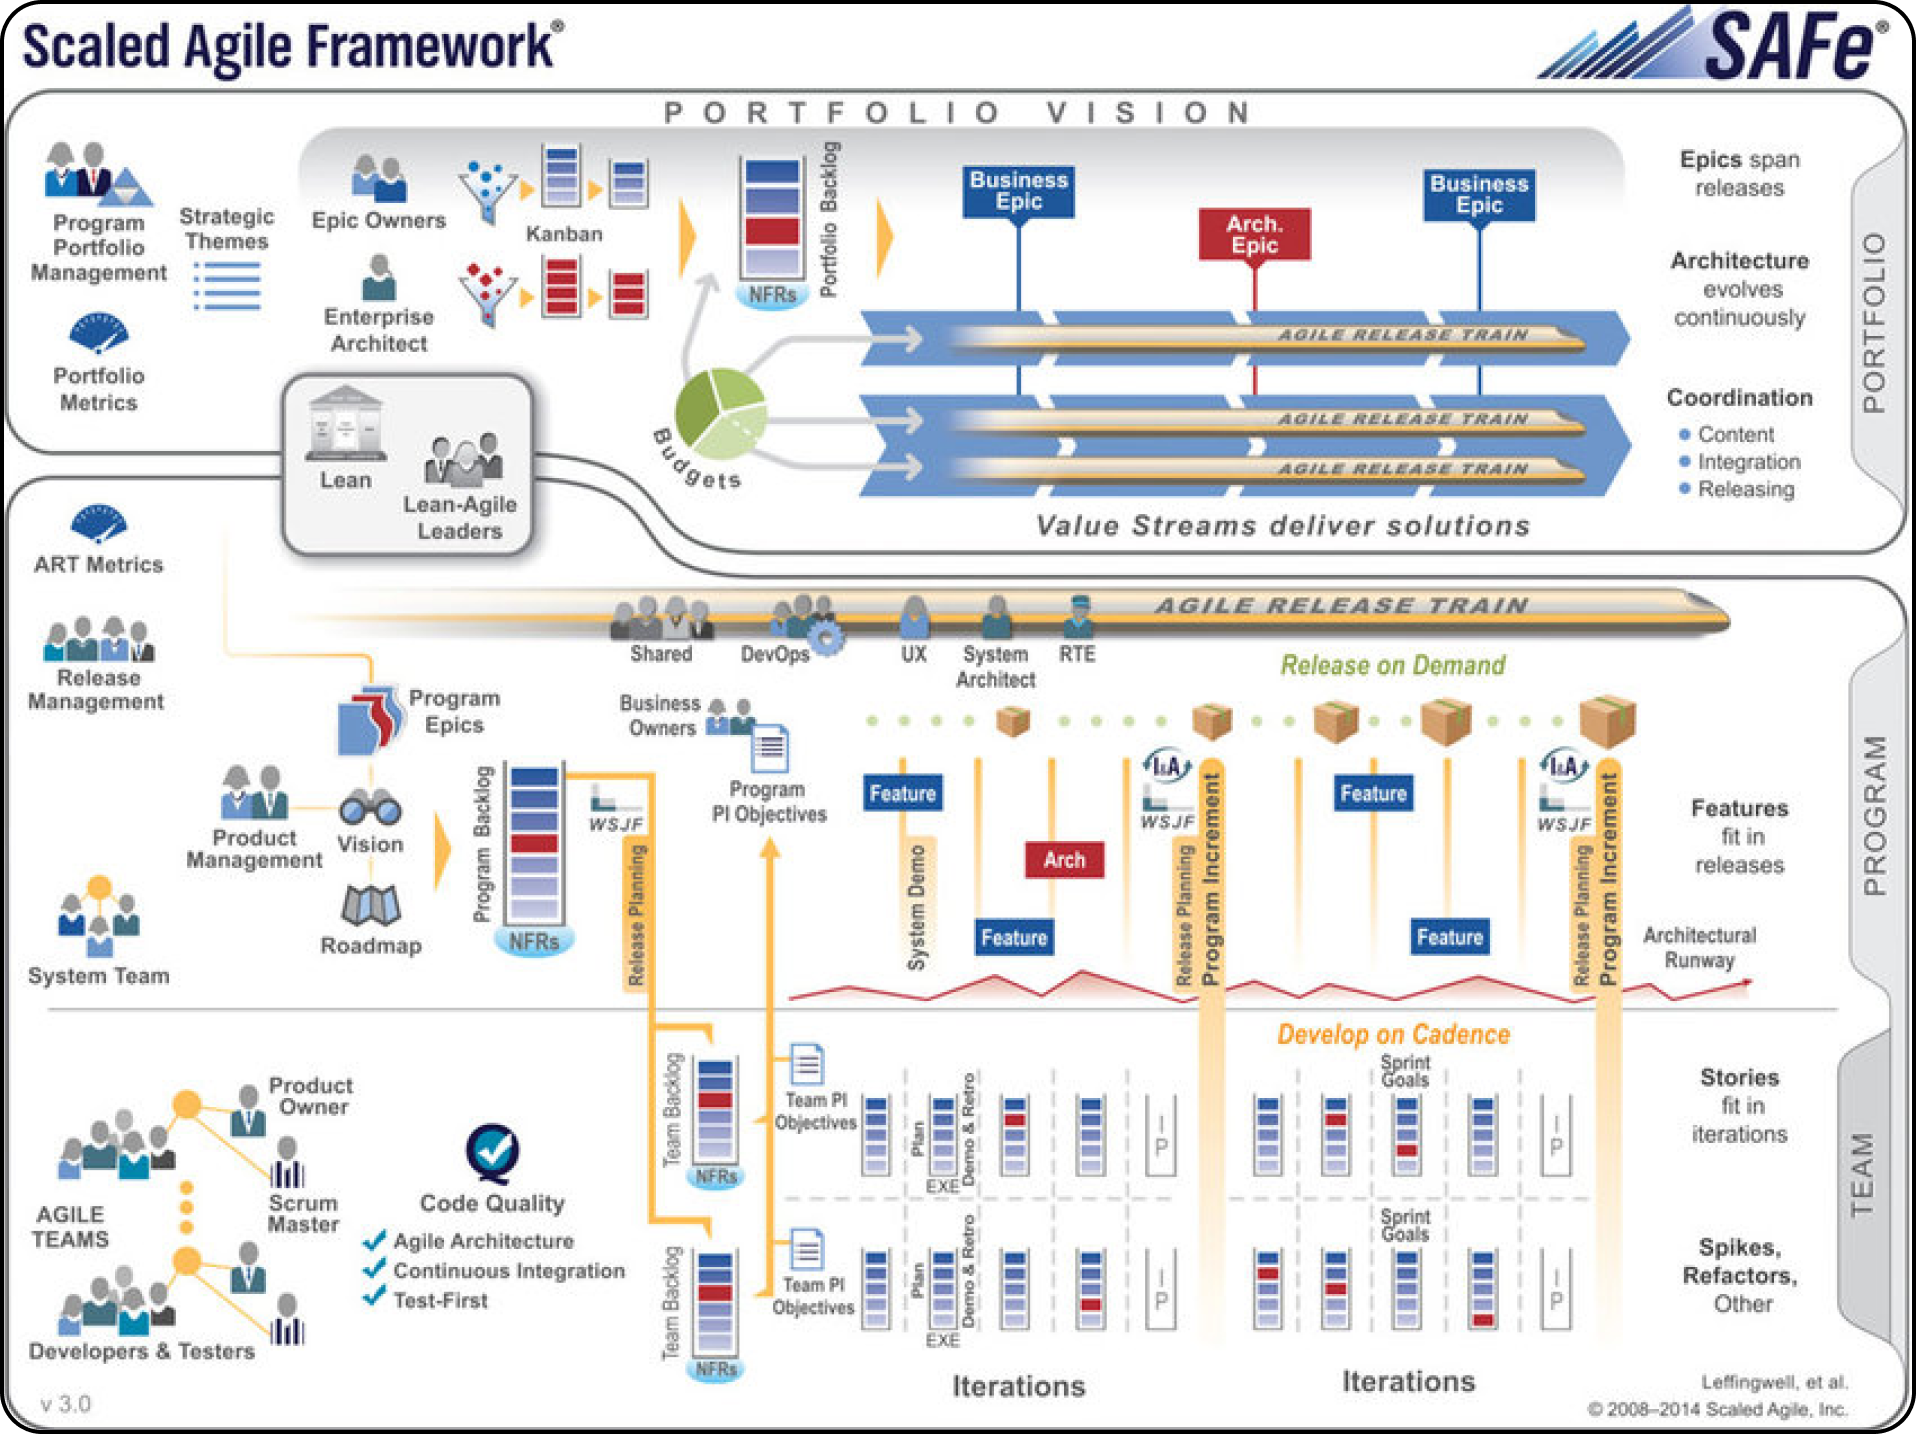 Scaled Agile Framework®
SAFe®
PORTFOLIO VISION
Program
Portfolio
Management
Strategic
Themes
Portfolio
Metrics
Epic Owners
Enterprise
Architect
Kanban
Portfolio Backlog
NFRs
Business
Epic
Arch.
Epic
Business
Epic
AGILE RELEASE TRAIN
AGILE RELEASE TRAIN
AGILE RELEASE TRAIN
Budgets
Value Streams deliver solutions
Epics span
releases
Architecture
evolves
continuously
Coordination
Content
Integration
Releasing
PORTFOLIO
Lean
Lean-Agile
Leaders
ART Metrics
Release
Management
AGILE RELEASE TRAIN
Shared
DevOps
UX
System
Architect
RTE
Release on Demand
Program
Epics
Business
Owners
Program
PI Objectives
Product
Management
Vision
Roadmap
System Team
Program Backlog
NFRs
WSJF
Release Planning
Feature
System Demo
Feature
Arch
I&A
WSJF
Release Planning
Program Increment
Feature
Feature
I&A
WSJF
Release Planning
Program Increment
Features
fit in
releases
Architectural
Runway
PROGRAM
Develop on Cadence
Product
Owner
Scrum
Master
AGILE
TEAMS
Developers & Testers
Code Quality
Agile Architecture
Continuous Integration
Test-First
Team Backlog
NFRs
Team PI
Objectives
Plan
EXE
Demo & Retro
I
P
Sprint
Goals
I
P
Stories
fit in
iterations
Team Backlog
NFRs
Team PI
Objectives
Plan
EXE
Demo & Retro
I
P
Sprint
Goals
I
P
Spikes,
Refactors,
Other
TEAM
Iterations
Iterations
v 3.0
Leffingwell, et al.
© 2008–2014 Scaled Agile, Inc.